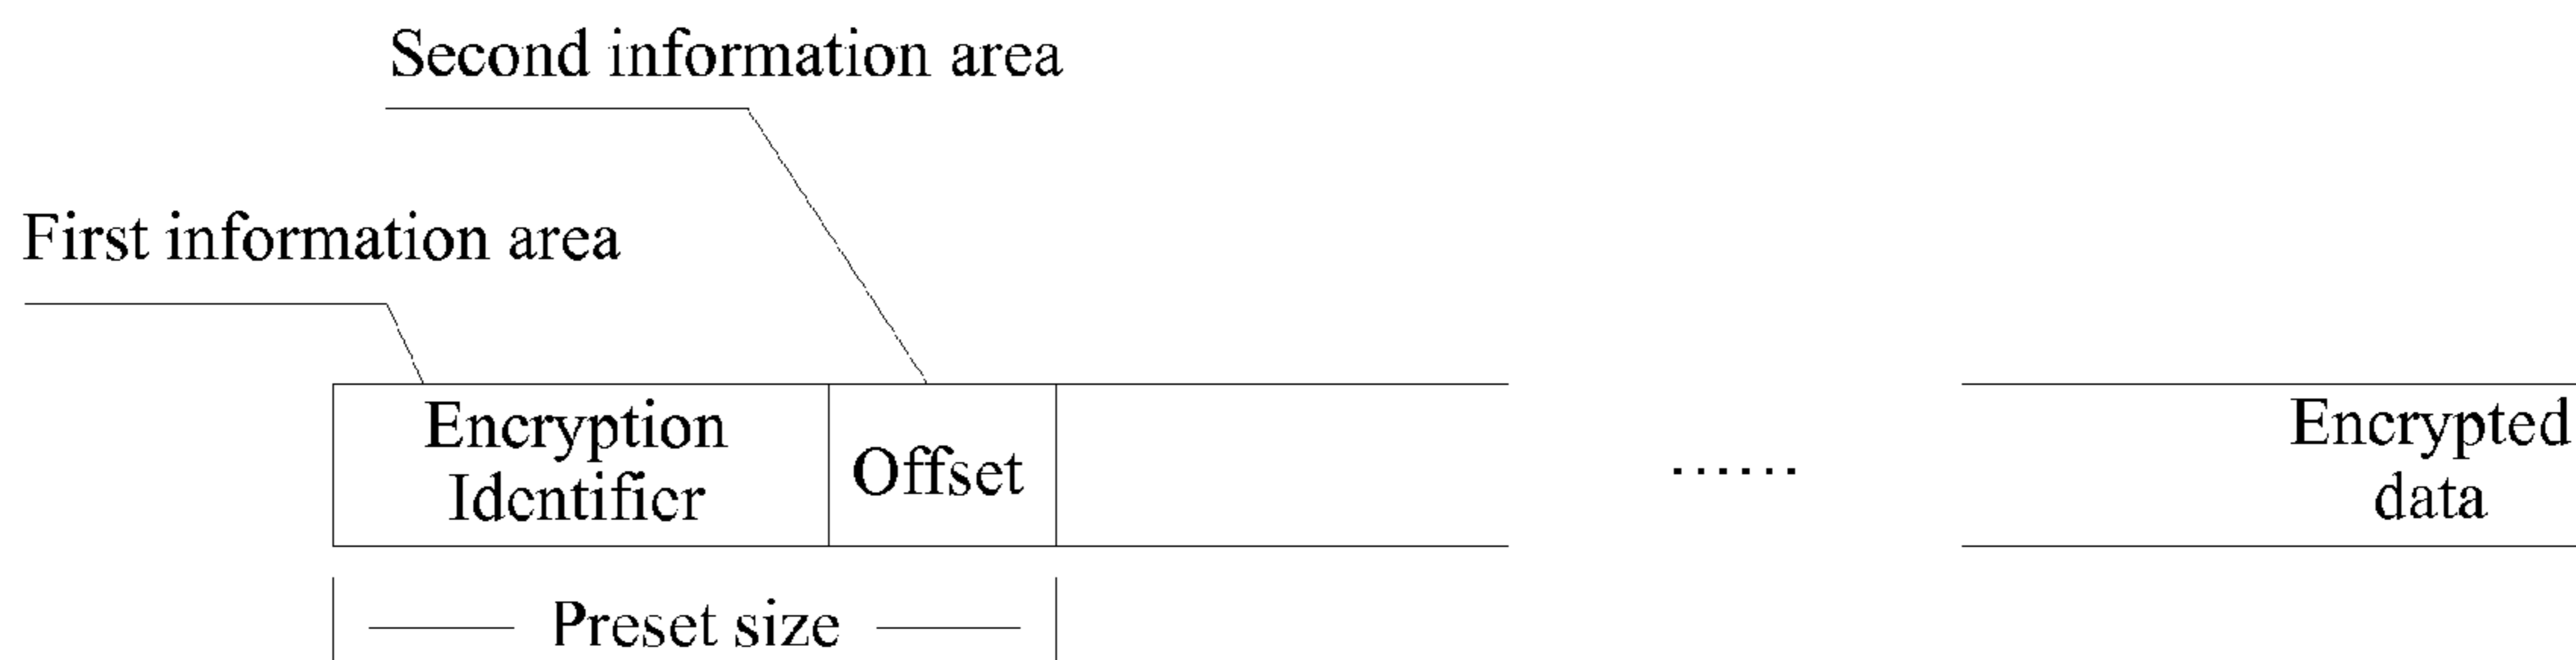 Second information area
First information area
Encryption
Identifier
Offset
......
Encrypted
data
Preset size